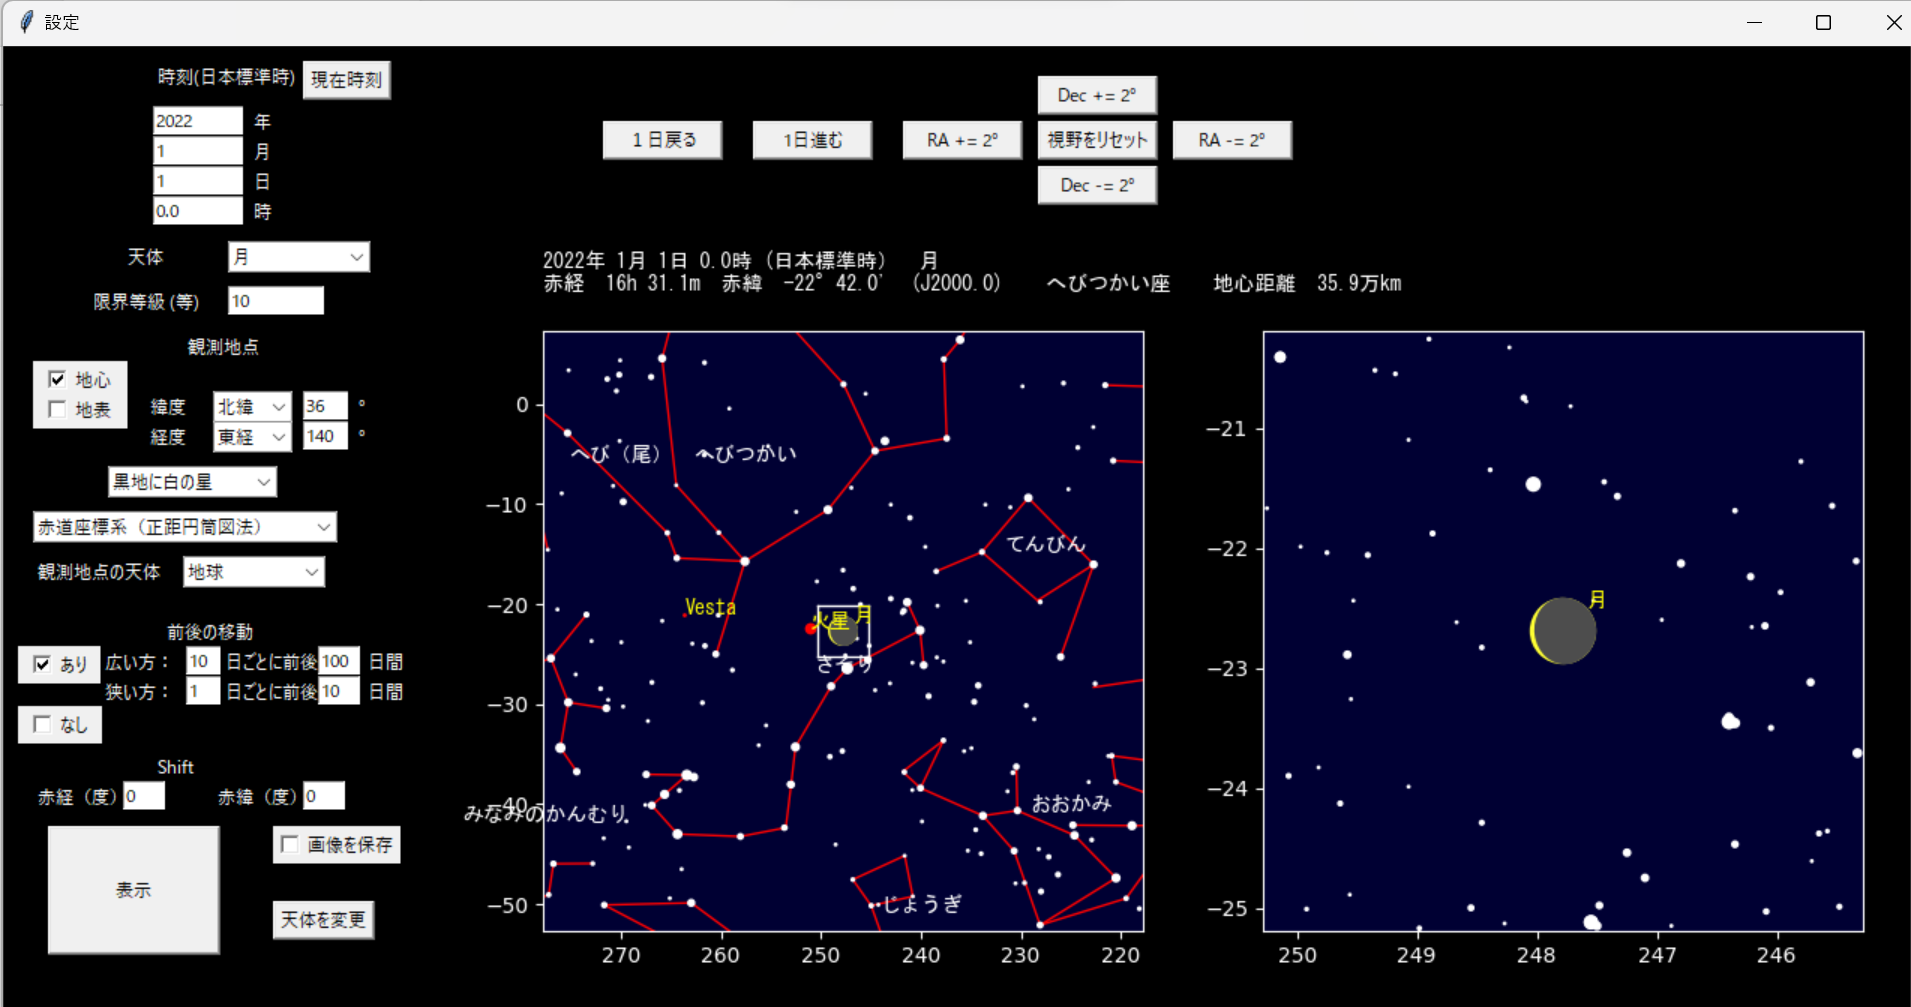 設定
時刻(日本標準時) 現在時刻
2022 年
1 月
1 日
0.0 時
天体 月
限界等級 (等) 10
観測地点
地心
地表
緯度 北緯 36 °
経度 東経 140 °
黒地に白の星
赤道座標系（正距円筒図法）
観測地点の天体 地球
前後の移動
あり
広い方： 10 日ごとに前後 100 日間
狭い方： 1 日ごとに前後 10 日間
なし
Shift
赤経（度） 0 赤緯（度） 0
表示
画像を保存
天体を変更
Dec += 2°
１日戻る 1日進む RA += 2° 視野をリセット RA -= 2°
Dec -= 2°
2022年 1月 1日 0.0時（日本標準時） 月
赤経 16h 31.1m 赤緯 -22° 42.0' (J2000.0) へびつかい座 地心距離 35.9万km
0
−10
−20
−30
−40
−50
270 260 250 240 230 220
へび（尾）
へびつかい
てんびん
Vesta
火星
月
さそり
みなみのかんむり
おおかみ
じょうぎ
−21
−22
−23
−24
−25
250 249 248 247 246
月